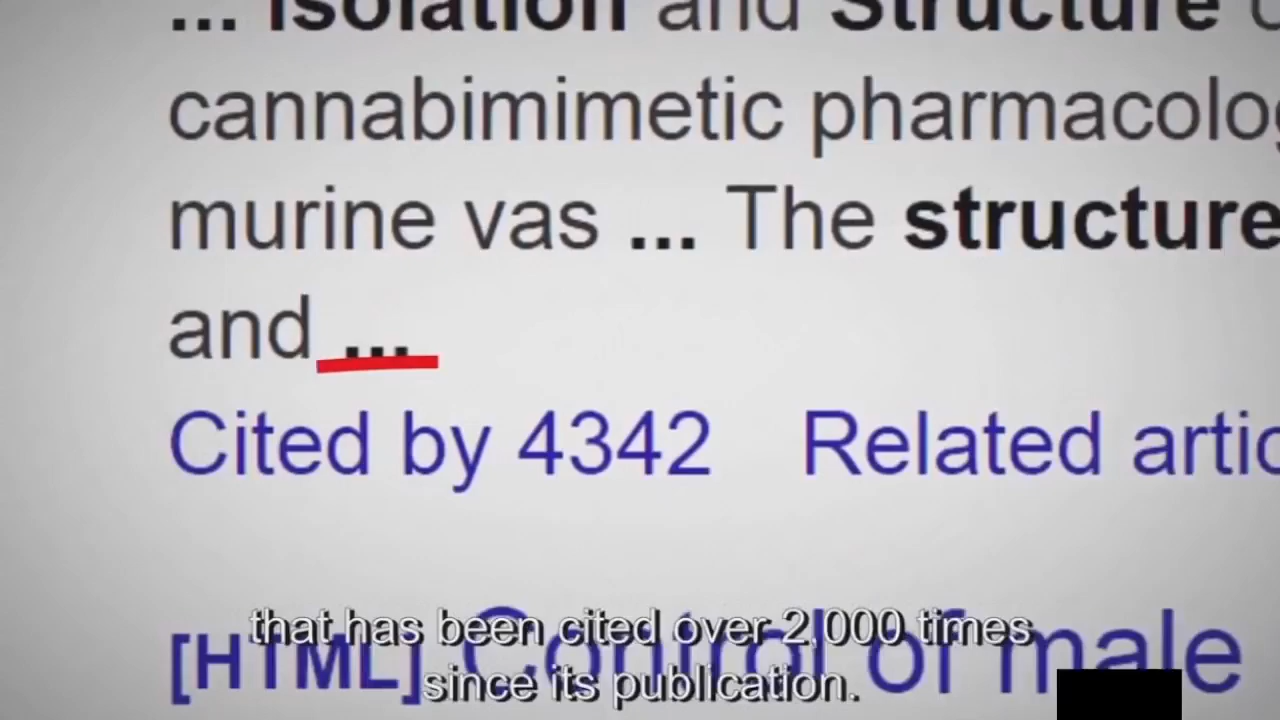 ... Isolation and Structure
cannabimimetic pharmacolog
murine vas ... The structure
and ...
Cited by 4342 Related artic
[HTML] Control of male
that has been cited over 2,000 times
since its publication.